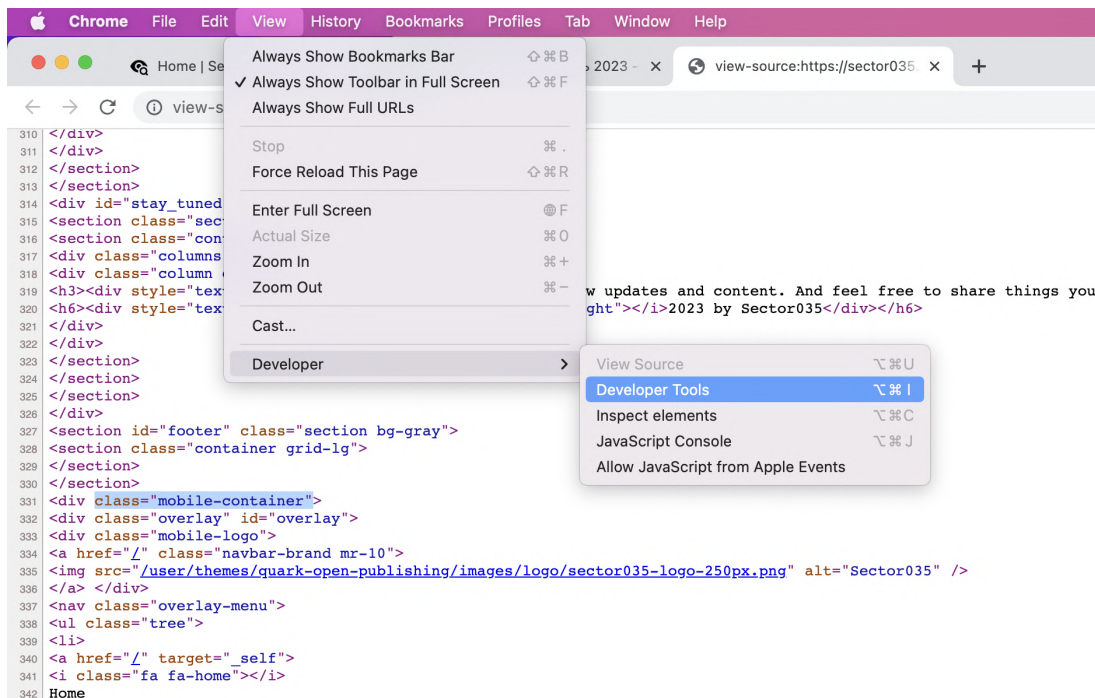 Chrome File Edit View History Bookmarks Profiles Tab Window Help
Home | Se 2023 - × view-source:https://sector035. × +
view-s
Always Show Bookmarks Bar ⇧⌘B
✓ Always Show Toolbar in Full Screen ⇧⌘F
Always Show Full URLs
Stop ⌘.
Force Reload This Page ⇧⌘R
Enter Full Screen F
Actual Size ⌘0
Zoom In ⌘+
Zoom Out ⌘−
Cast...
Developer >
View Source ⌥⌘U
Developer Tools ⌥⌘I
Inspect elements ⌥⌘C
JavaScript Console ⌥⌘J
Allow JavaScript from Apple Events
310 </div>
311 </div>
312 </section>
313 </section>
314 <div id="stay_tuned
315 <section class="sec
316 <section class="con
317 <div class="columns
318 <div class="column
319 <h3><div style="tex w updates and content. And feel free to share things you
320 <h6><div style="tex ght"></i>2023 by Sector035</div></h6>
321 </div>
322 </div>
323 </section>
324 </section>
325 </section>
326 </div>
327 <section id="footer" class="section bg-gray">
328 <section class="container grid-lg">
329 </section>
330 </section>
331 <div class="mobile-container">
332 <div class="overlay" id="overlay">
333 <div class="mobile-logo">
334 <a href="/" class="navbar-brand mr-10">
335 <img src="/user/themes/quark-open-publishing/images/logo/sector035-logo-250px.png" alt="Sector035" />
336 </a> </div>
337 <nav class="overlay-menu">
338 <ul class="tree">
339 <li>
340 <a href="/" target="_self">
341 <i class="fa fa-home"></i>
342 Home